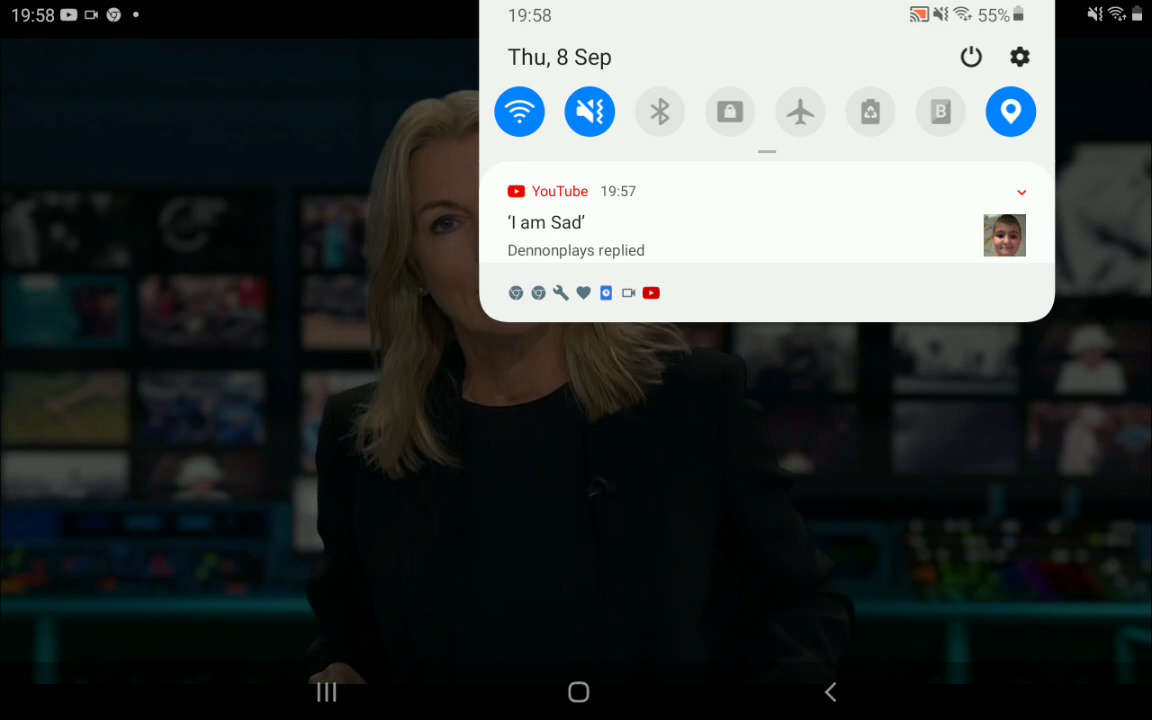 19:58
19:58
55%
Thu, 8 Sep
B
YouTube 19:57
‘I am Sad’
Dennonplays replied